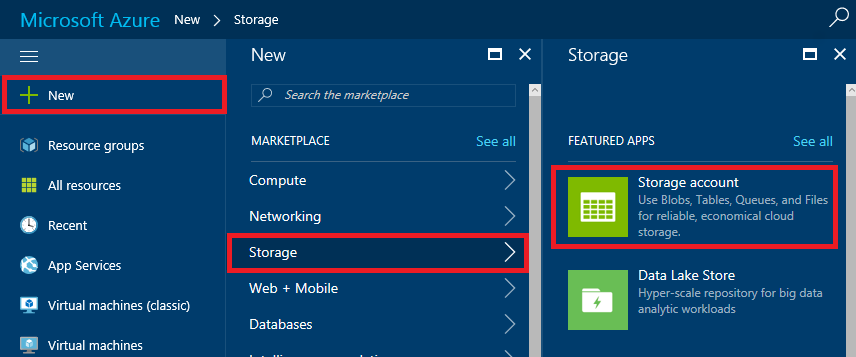 Microsoft Azure New > Storage
New
Resource groups
All resources
Recent
App Services
Virtual machines (classic)
Virtual machines
New
Search the marketplace
MARKETPLACE See all
Compute
Networking
Storage
Web + Mobile
Databases
Storage
FEATURED APPS See all
Storage account
Use Blobs, Tables, Queues, and Files
for reliable, economical cloud
storage.
Data Lake Store
Hyper-scale repository for big data
analytic workloads